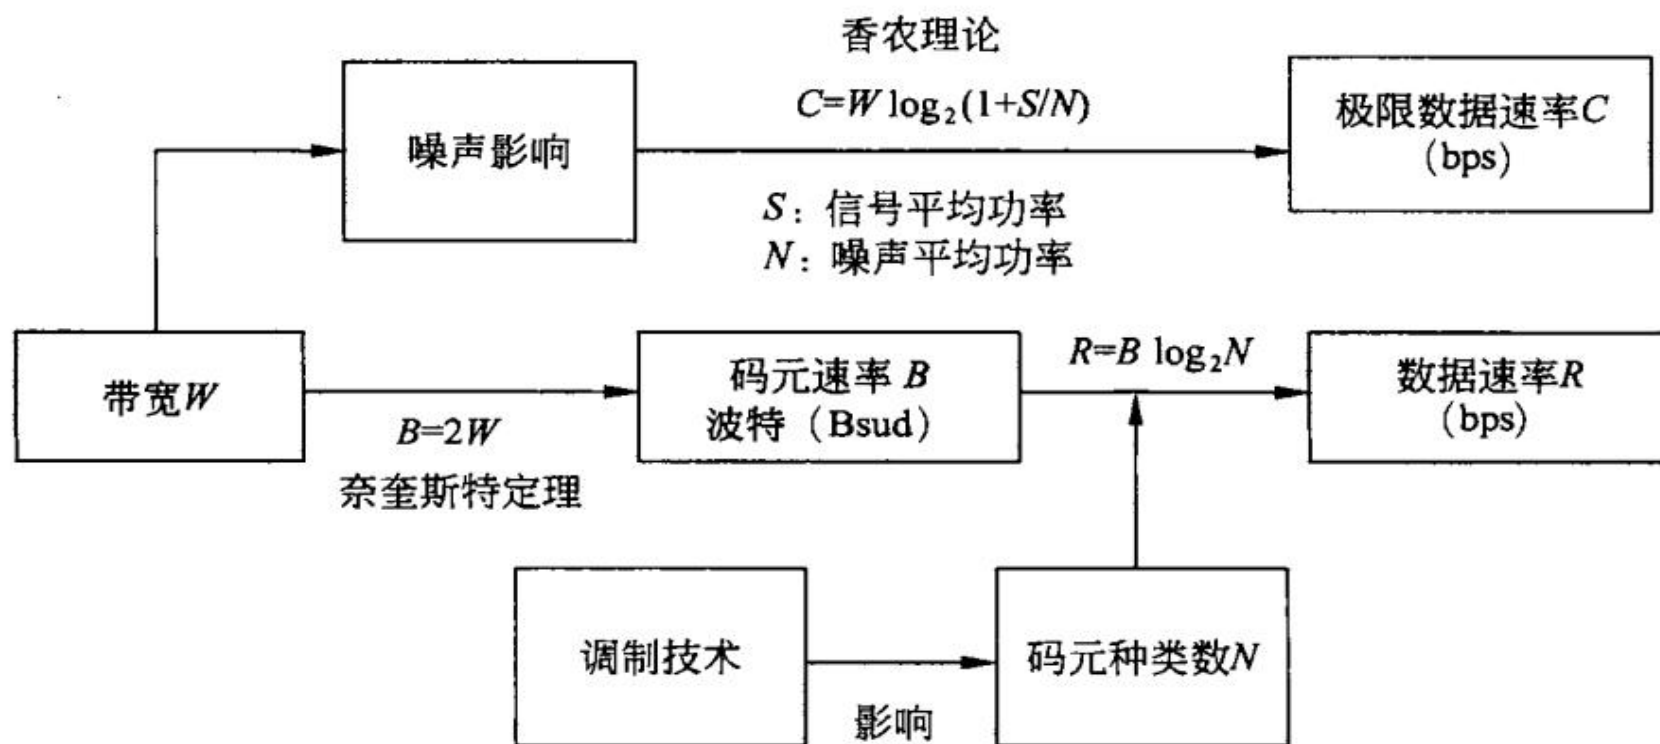 香农理论
C=W log₂(1+S/N)
噪声影响
极限数据速率C
(bps)
S: 信号平均功率
N: 噪声平均功率
带宽W
B=2W
奈奎斯特定理
码元速率 B
波特（Bsud）
R=B log₂N
数据速率R
(bps)
调制技术
影响
码元种类数N